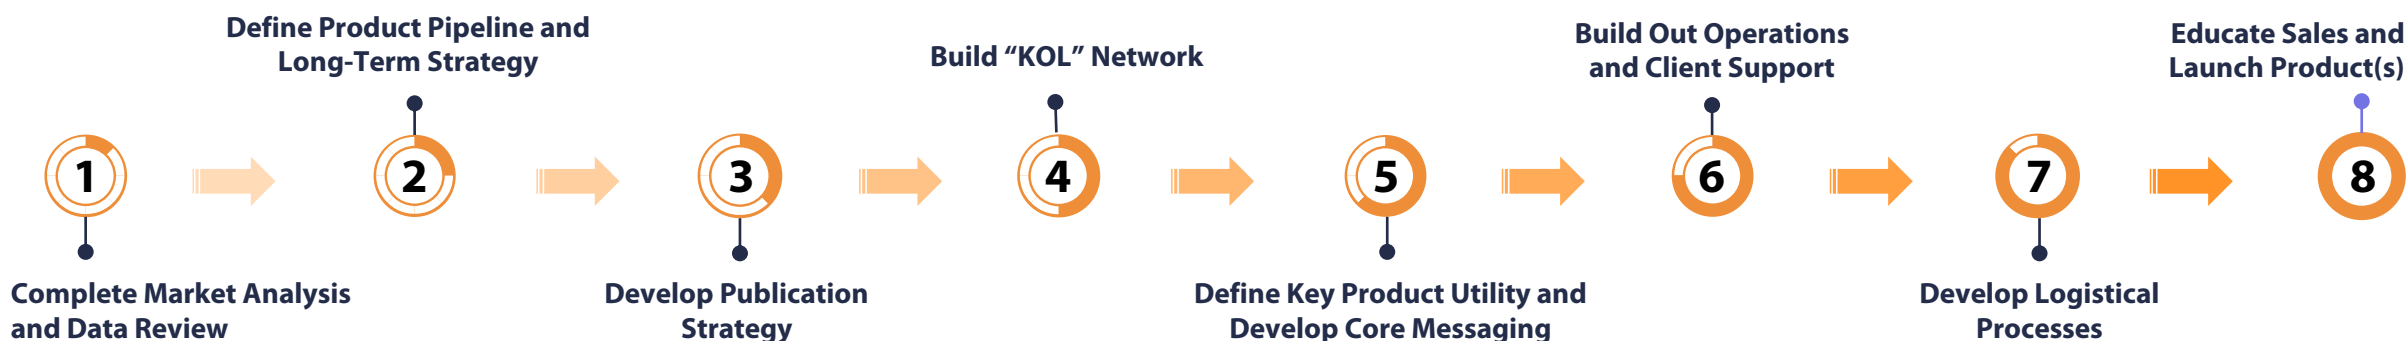 1
Complete Market Analysis
and Data Review
Define Product Pipeline and
Long-Term Strategy
2
3
Develop Publication
Strategy
Build “KOL” Network
4
5
Define Key Product Utility and
Develop Core Messaging
Build Out Operations
and Client Support
6
7
Develop Logistical
Processes
Educate Sales and
Launch Product(s)
8